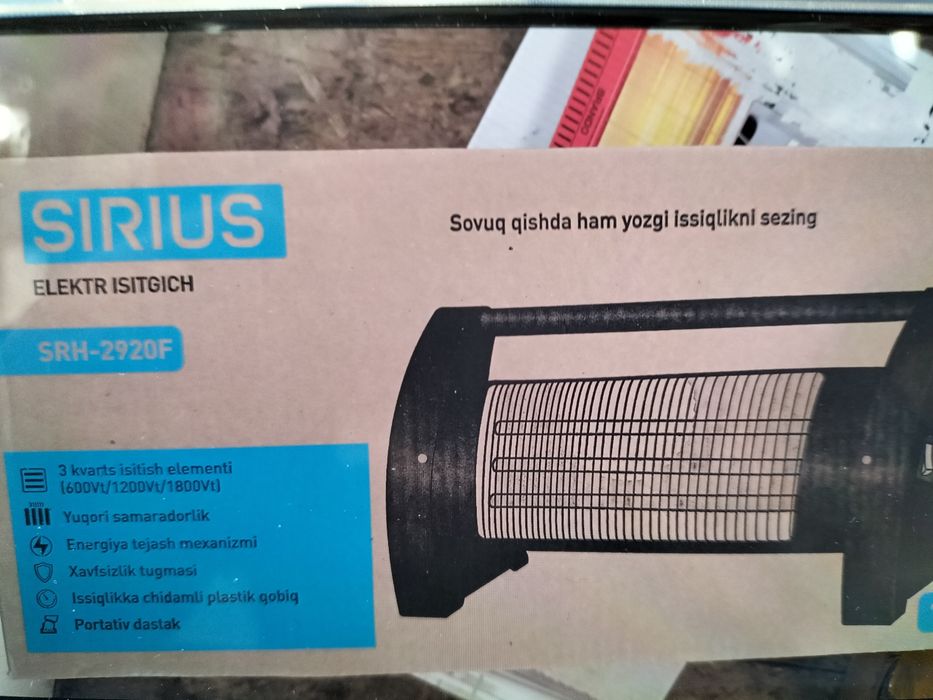 BRANDO
SIRIUS
Sovuq qishda ham yozgi issiqlikni sezing
ELEKTR ISITGICH
SRH-2920F
3 kvarts isitish elementi
(600Vt/1200Vt/1800Vt)
Yuqori samaradorlik
Energiya tejash mexanizmi
Xavfsizlik tugmasi
Issiqlikka chidamli plastik qobiq
Portativ dastak